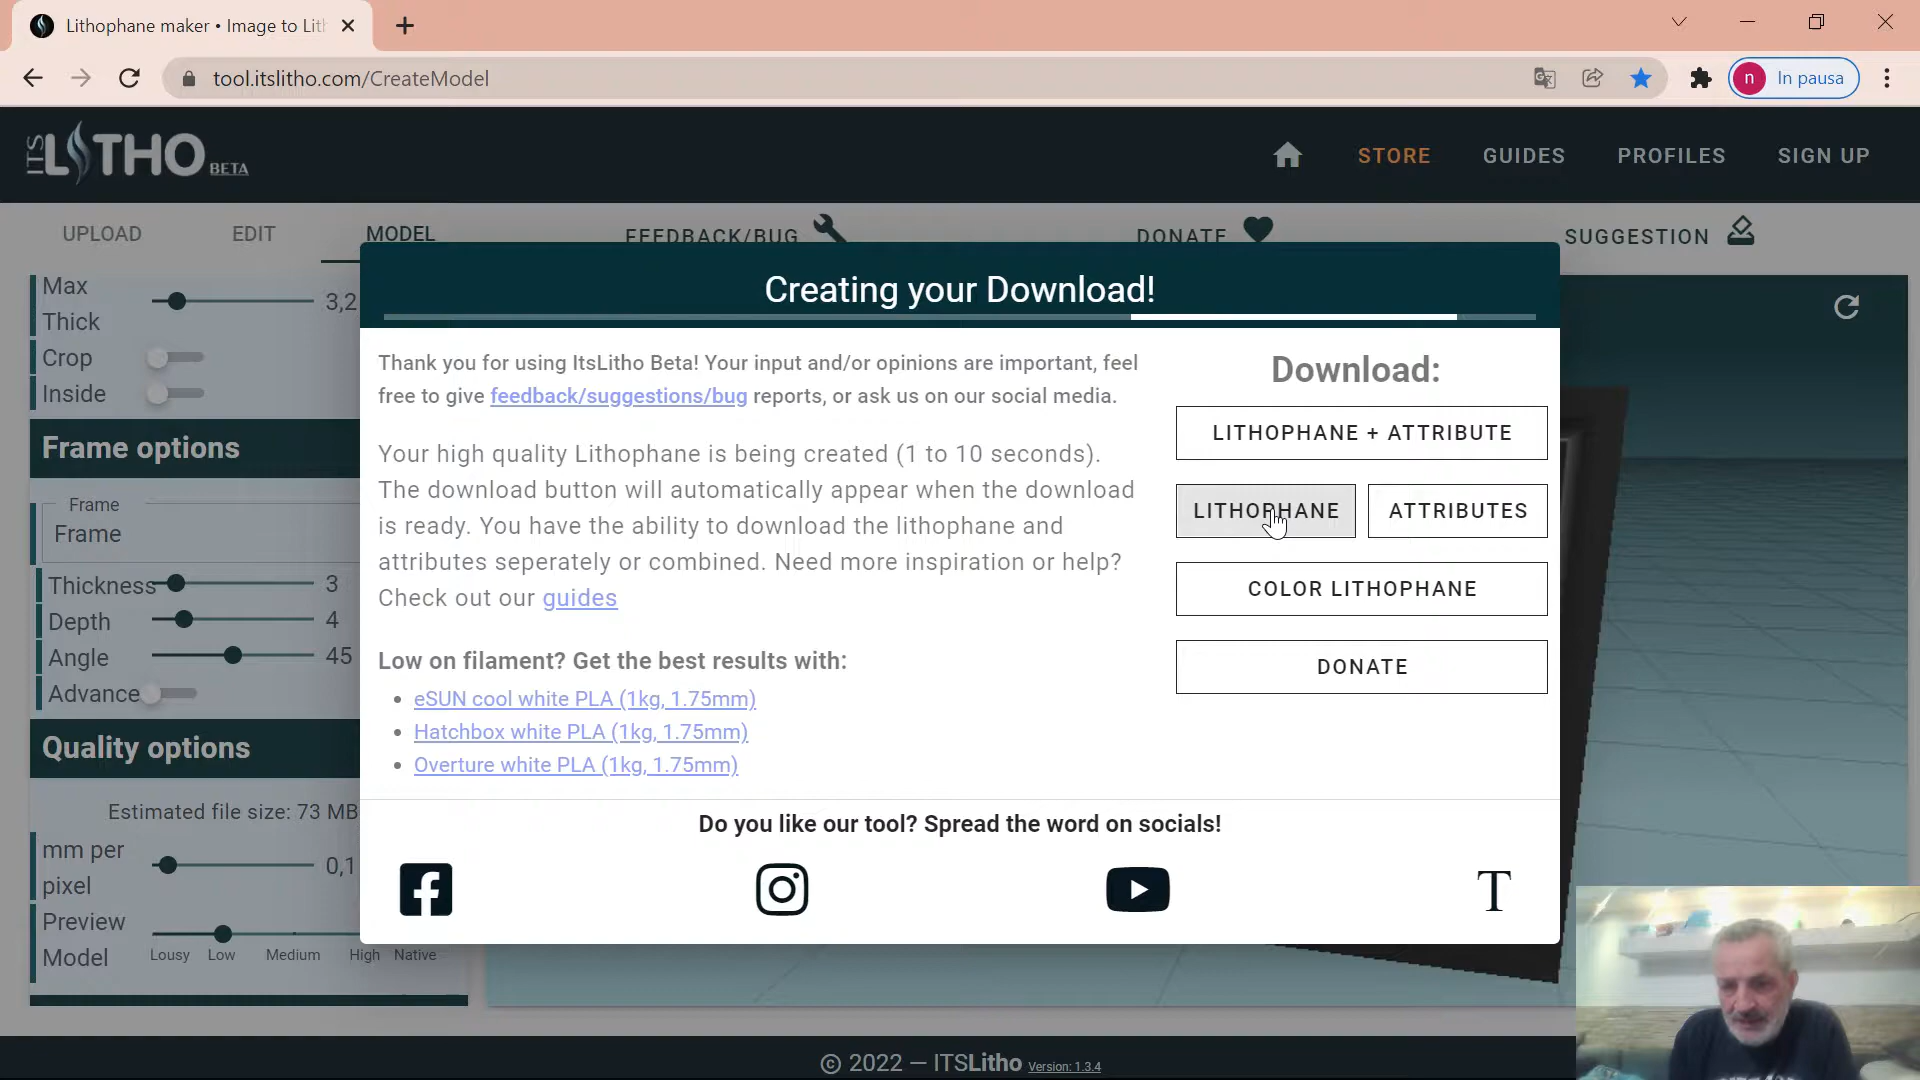 Lithophane maker • Image to Lit
tool.itslitho.com/CreateModel
n In pausa
ITS LITHO BETA
STORE GUIDES PROFILES SIGN UP
UPLOAD EDIT MODEL FEEDBACK/BUG DONATE SUGGESTION
Max Thick 3,2
Crop
Inside
Frame options
Frame
Frame
Thickness 3
Depth 4
Angle 45
Advance
Quality options
Estimated file size: 73 MB
mm per pixel 0,1
Preview Model
Lousy Low Medium High Native
Creating your Download!
Thank you for using ItsLitho Beta! Your input and/or opinions are important, feel
free to give feedback/suggestions/bug reports, or ask us on our social media.
Your high quality Lithophane is being created (1 to 10 seconds).
The download button will automatically appear when the download
is ready. You have the ability to download the lithophane and
attributes seperately or combined. Need more inspiration or help?
Check out our guides
Low on filament? Get the best results with:
• eSUN cool white PLA (1kg, 1.75mm)
• Hatchbox white PLA (1kg, 1.75mm)
• Overture white PLA (1kg, 1.75mm)
Download:
LITHOPHANE + ATTRIBUTE
LITHOPHANE ATTRIBUTES
COLOR LITHOPHANE
DONATE
Do you like our tool? Spread the word on socials!
T
© 2022 — ITSLitho Version: 1.3.4